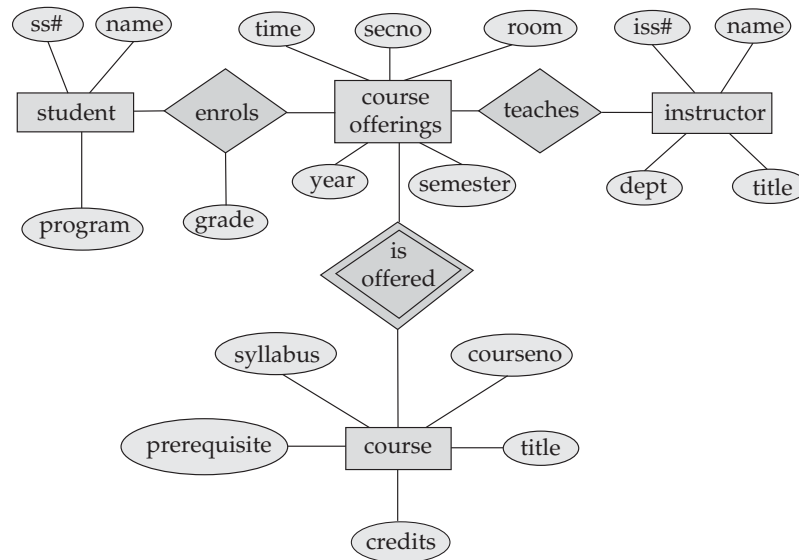 ss#
name
time
secno
room
iss#
name
student
enrols
course
offerings
teaches
instructor
program
grade
year
semester
dept
title
is
offered
syllabus
courseno
prerequisite
course
title
credits